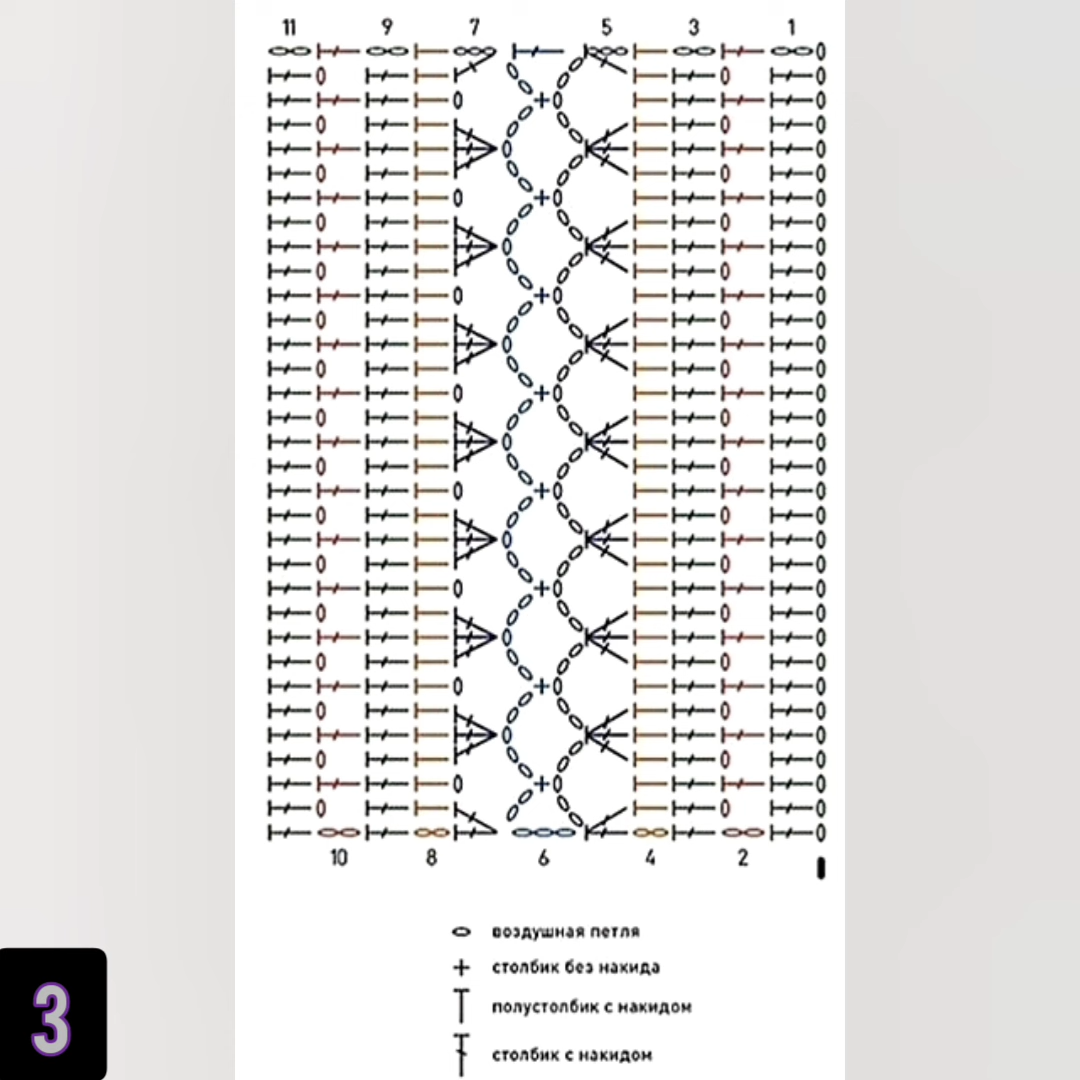 11 9 7 5 3 1
10 8 6 4 2
воздушная петля
столбик без накида
полустолбик с накидом
столбик с накидом
3